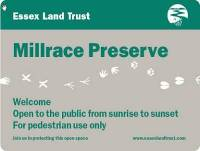 Essex Land Trust
Millrace Preserve
Welcome
Open to the public from sunrise to sunset
For pedestrian use only
Join us in protecting this open space
www.essexlandtrust.com